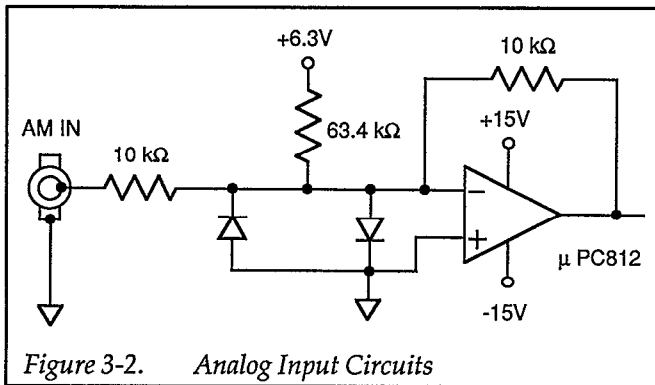 +6.3V
10 kΩ
AM IN
63.4 kΩ
+15V
10 kΩ
−
+
μ PC812
-15V
Figure 3-2. Analog Input Circuits